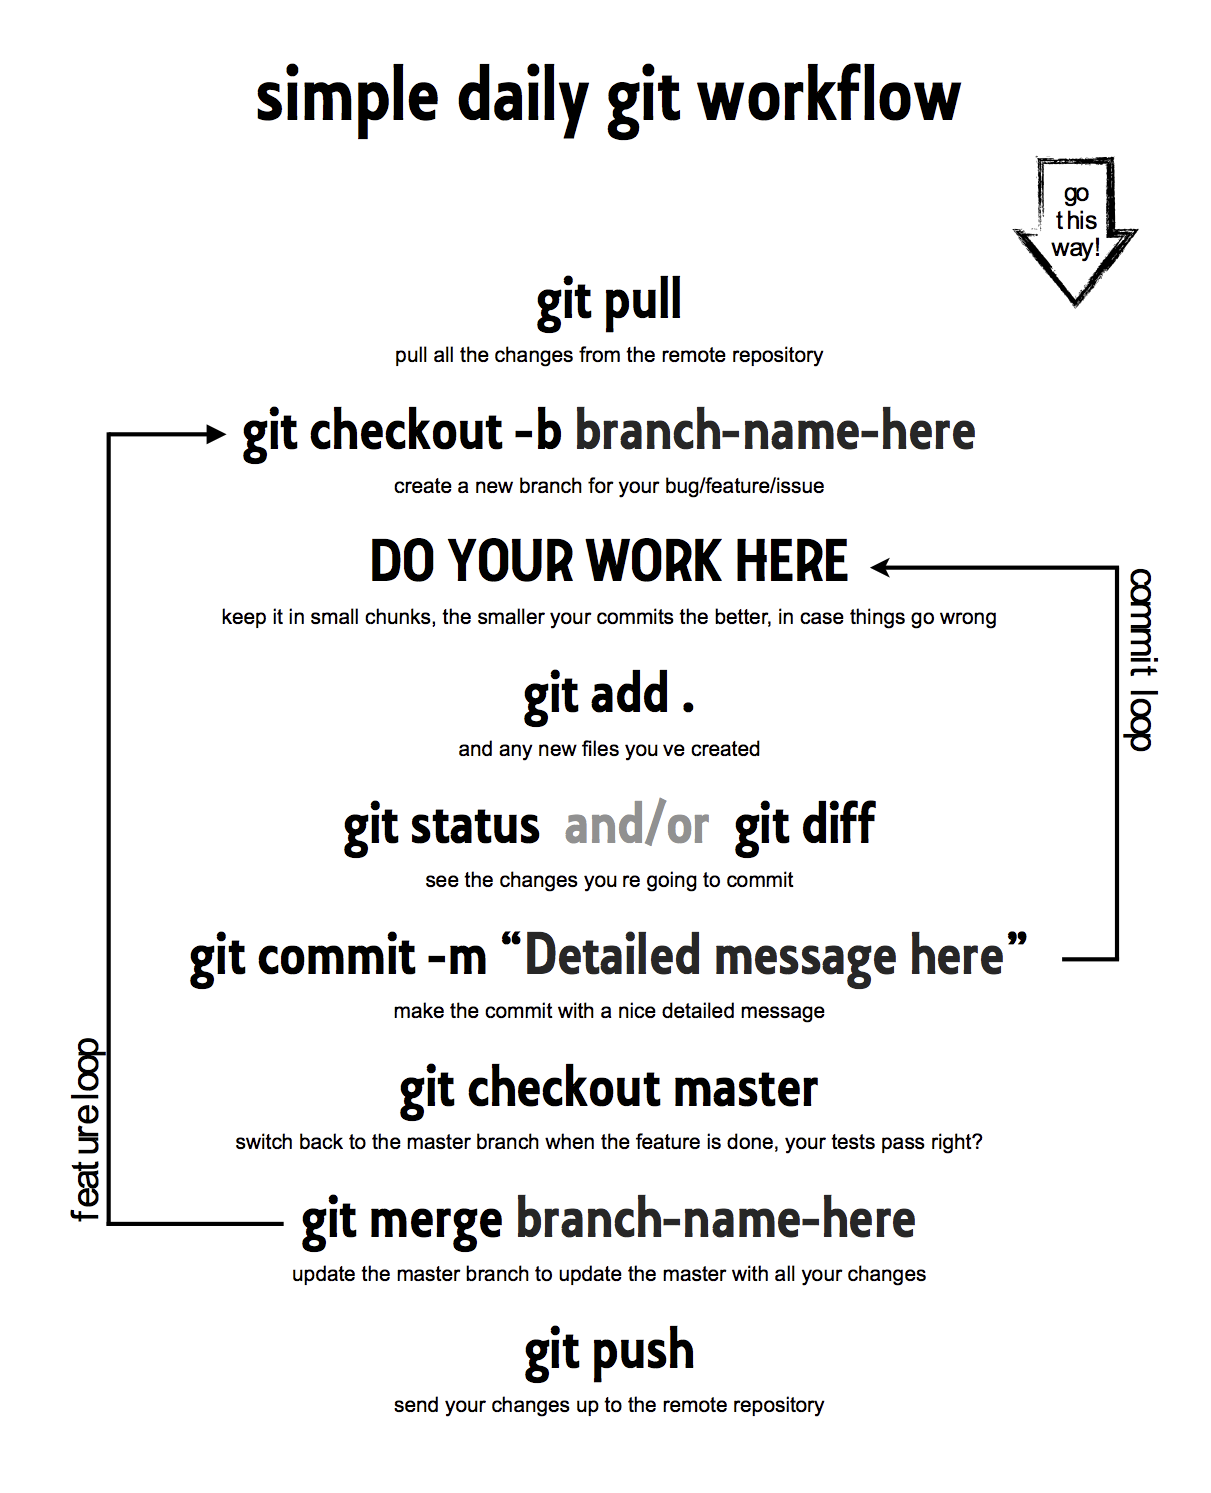 simple daily git workflow
go
this
way!
git pull
pull all the changes from the remote repository
git checkout -b branch-name-here
create a new branch for your bug/feature/issue
DO YOUR WORK HERE
keep it in small chunks, the smaller your commits the better, in case things go wrong
commit loop
git add .
and any new files you ve created
git status and/or git diff
see the changes you re going to commit
git commit -m “Detailed message here”
make the commit with a nice detailed message
feature loop
git checkout master
switch back to the master branch when the feature is done, your tests pass right?
git merge branch-name-here
update the master branch to update the master with all your changes
git push
send your changes up to the remote repository